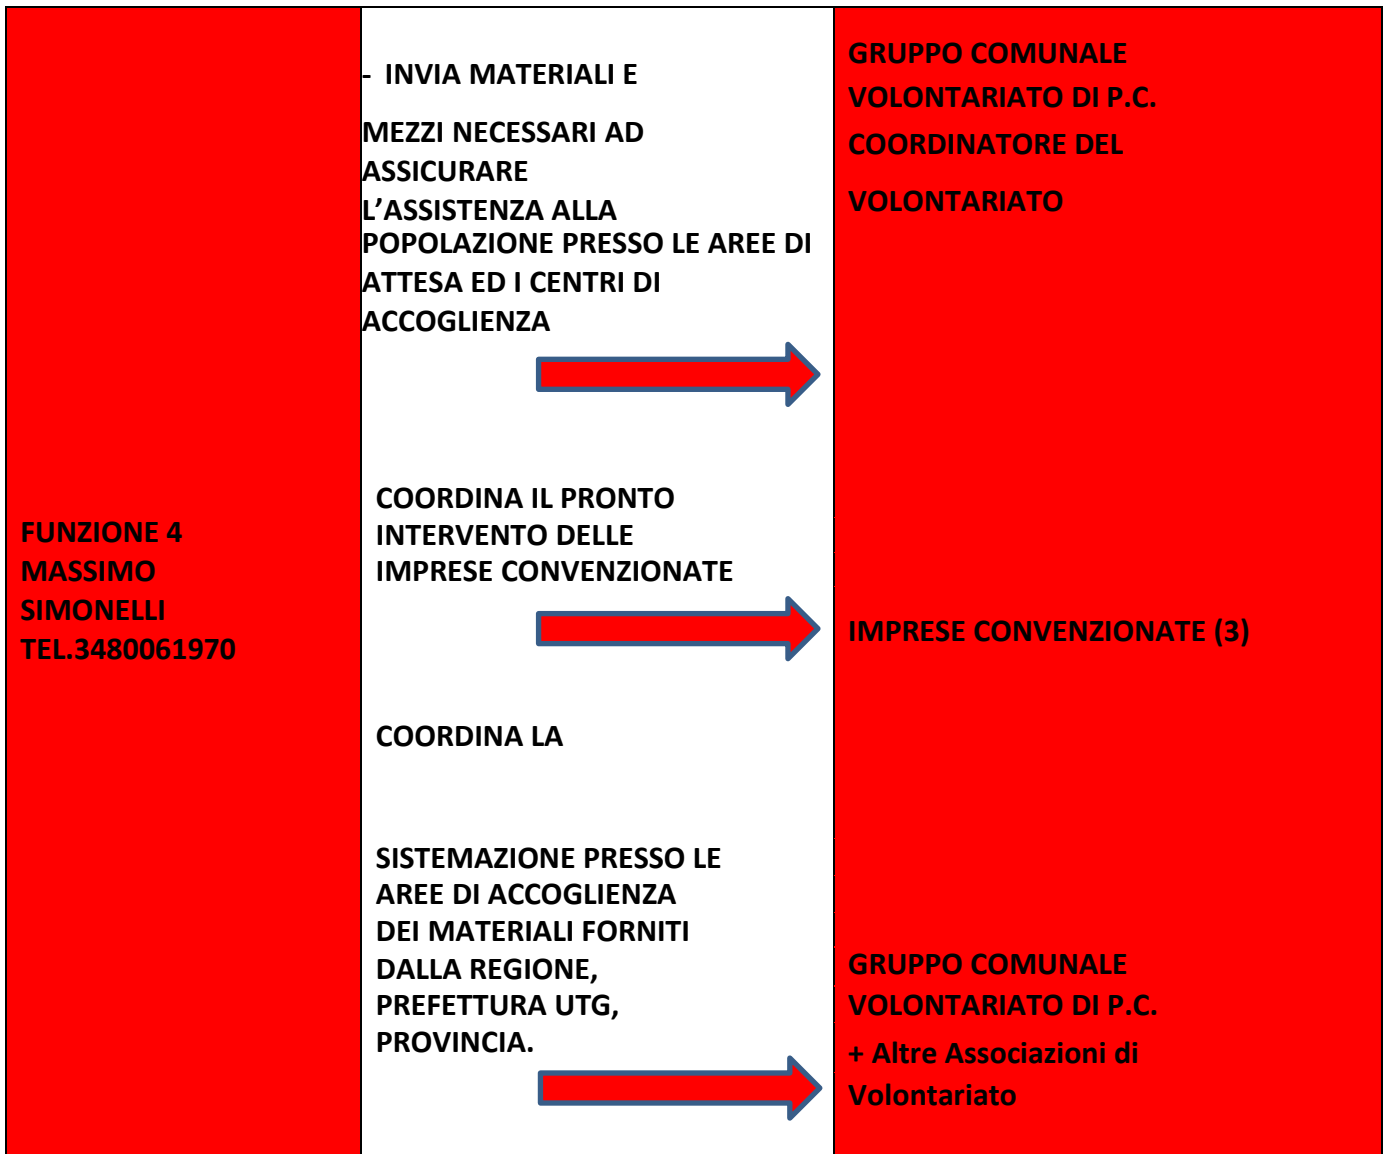 FUNZIONE 4
MASSIMO
SIMONELLI
TEL.3480061970
- INVIA MATERIALI E
MEZZI NECESSARI AD
ASSICURARE
L’ASSISTENZA ALLA
POPOLAZIONE PRESSO LE AREE DI
ATTESA ED I CENTRI DI
ACCOGLIENZA
COORDINA IL PRONTO
INTERVENTO DELLE
IMPRESE CONVENZIONATE
COORDINA LA
SISTEMAZIONE PRESSO LE
AREE DI ACCOGLIENZA
DEI MATERIALI FORNITI
DALLA REGIONE,
PREFETTURA UTG,
PROVINCIA.
GRUPPO COMUNALE
VOLONTARIATO DI P.C.
COORDINATORE DEL
VOLONTARIATO
IMPRESE CONVENZIONATE (3)
GRUPPO COMUNALE
VOLONTARIATO DI P.C.
+ Altre Associazioni di
Volontariato